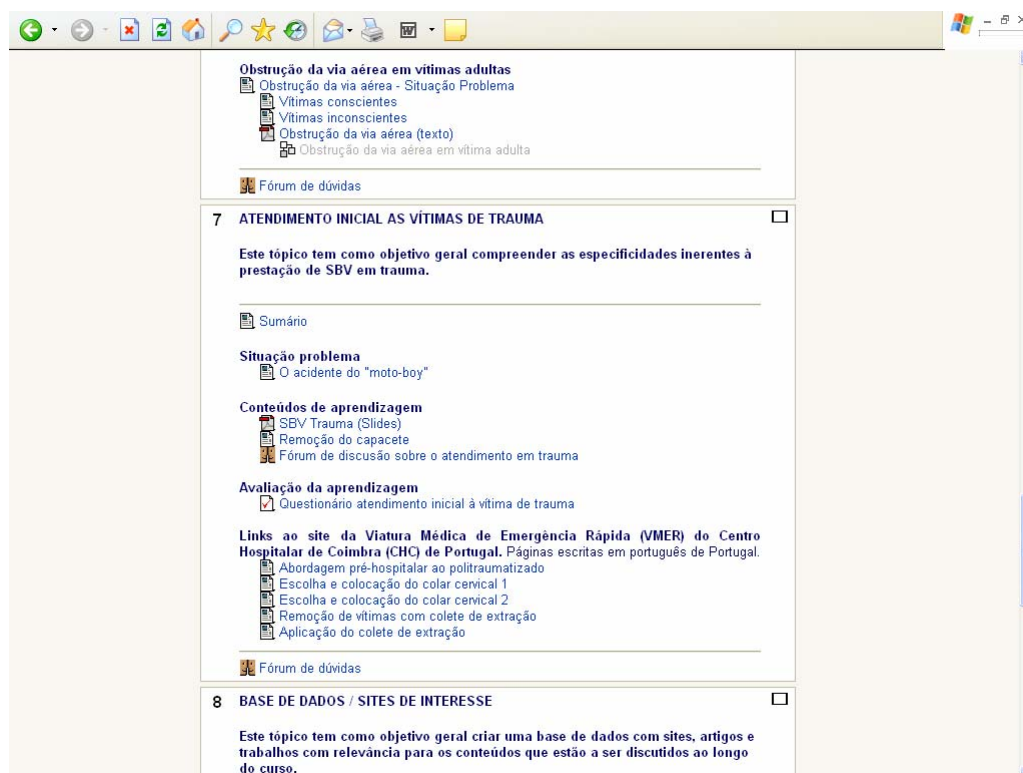 Obstrução da via aérea em vítimas adultas
Obstrução da via aérea - Situação Problema
Vítimas conscientes
Vítimas inconscientes
Obstrução da via aérea (texto)
Obstrução da via aérea em vítima adulta
Fórum de dúvidas
7 ATENDIMENTO INICIAL AS VÍTIMAS DE TRAUMA
Este tópico tem como objetivo geral compreender as especificidades inerentes à
prestação de SBV em trauma.
Sumário
Situação problema
O acidente do "moto-boy"
Conteúdos de aprendizagem
SBV Trauma (Slides)
Remoção do capacete
Fórum de discusão sobre o atendimento em trauma
Avaliação da aprendizagem
Questionário atendimento inicial à vítima de trauma
Links ao site da Viatura Médica de Emergência Rápida (VMER) do Centro
Hospitalar de Coimbra (CHC) de Portugal. Páginas escritas em português de Portugal.
Abordagem pré-hospitalar ao politraumatizado
Escolha e colocação do colar cervical 1
Escolha e colocação do colar cervical 2
Remoção de vítimas com colete de extração
Aplicação do colete de extração
Fórum de dúvidas
8 BASE DE DADOS / SITES DE INTERESSE
Este tópico tem como objetivo geral criar uma base de dados com sites, artigos e
trabalhos com relevância para os conteúdos que estão a ser discutidos ao longo
do curso.